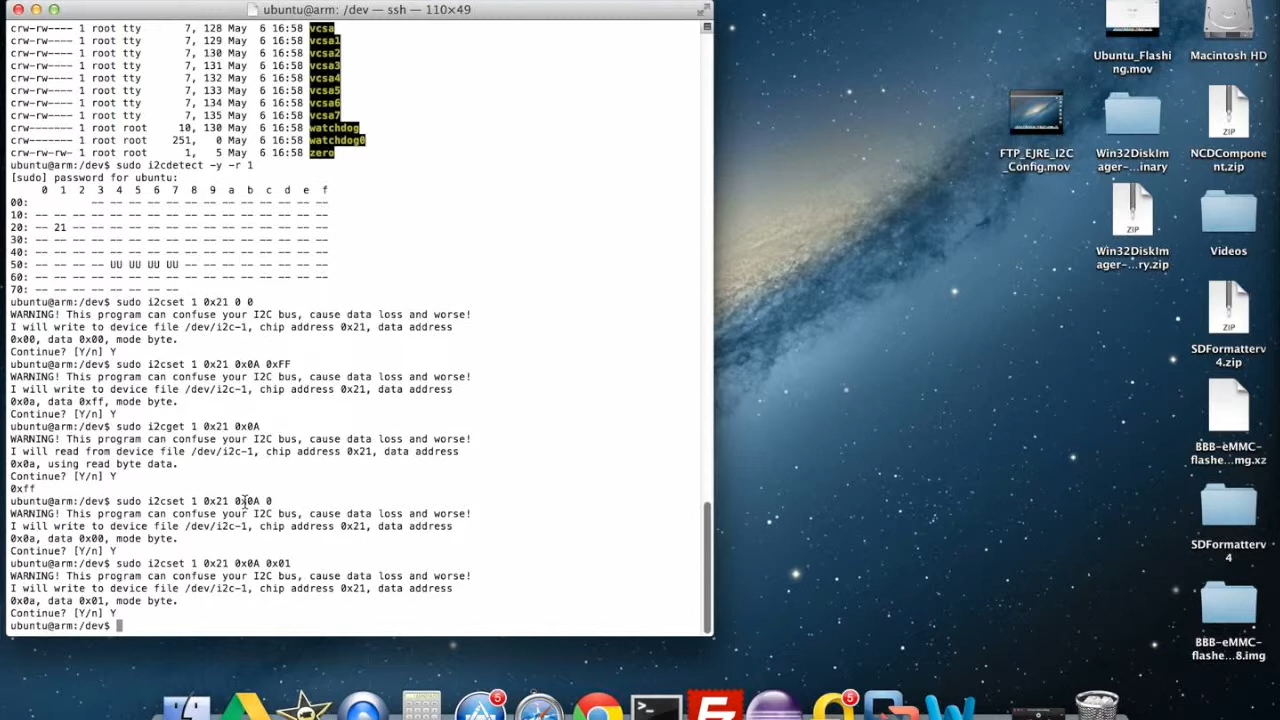 ubuntu@arm: /dev — ssh — 110×49
crw-rw---- 1 root tty 7, 128 May 6 16:58 vcsa
crw-rw---- 1 root tty 7, 129 May 6 16:58 vcsa1
crw-rw---- 1 root tty 7, 130 May 6 16:58 vcsa2
crw-rw---- 1 root tty 7, 131 May 6 16:58 vcsa3
crw-rw---- 1 root tty 7, 132 May 6 16:58 vcsa4
crw-rw---- 1 root tty 7, 133 May 6 16:58 vcsa5
crw-rw---- 1 root tty 7, 134 May 6 16:58 vcsa6
crw-rw---- 1 root tty 7, 135 May 6 16:58 vcsa7
crw------- 1 root root 10, 130 May 6 16:58 watchdog
crw------- 1 root root 251, 0 May 6 16:58 watchdog0
crw-rw-rw- 1 root root 1, 5 May 6 16:58 zero
ubuntu@arm:/dev$ sudo i2cdetect -y -r 1
[sudo] password for ubuntu:
0 1 2 3 4 5 6 7 8 9 a b c d e f
00: -- -- -- -- -- -- -- -- -- -- -- -- --
10: -- -- -- -- -- -- -- -- -- -- -- -- -- -- -- --
20: -- 21 -- -- -- -- -- -- -- -- -- -- -- -- -- --
30: -- -- -- -- -- -- -- -- -- -- -- -- -- -- -- --
40: -- -- -- -- -- -- -- -- -- -- -- -- -- -- -- --
50: -- -- -- -- UU UU UU UU -- -- -- -- -- -- -- --
60: -- -- -- -- -- -- -- -- -- -- -- -- -- -- -- --
70: -- -- -- -- -- -- -- --
ubuntu@arm:/dev$ sudo i2cset 1 0x21 0 0
WARNING! This program can confuse your I2C bus, cause data loss and worse!
I will write to device file /dev/i2c-1, chip address 0x21, data address
0x00, data 0x00, mode byte.
Continue? [Y/n] Y
ubuntu@arm:/dev$ sudo i2cset 1 0x21 0x0A 0xFF
WARNING! This program can confuse your I2C bus, cause data loss and worse!
I will write to device file /dev/i2c-1, chip address 0x21, data address
0x0a, data 0xff, mode byte.
Continue? [Y/n] Y
ubuntu@arm:/dev$ sudo i2cget 1 0x21 0x0A
WARNING! This program can confuse your I2C bus, cause data loss and worse!
I will read from device file /dev/i2c-1, chip address 0x21, data address
0x0a, using read byte data.
Continue? [Y/n] Y
0xff
ubuntu@arm:/dev$ sudo i2cset 1 0x21 0x0A 0
WARNING! This program can confuse your I2C bus, cause data loss and worse!
I will write to device file /dev/i2c-1, chip address 0x21, data address
0x0a, data 0x00, mode byte.
Continue? [Y/n] Y
ubuntu@arm:/dev$ sudo i2cset 1 0x21 0x0A 0x01
WARNING! This program can confuse your I2C bus, cause data loss and worse!
I will write to device file /dev/i2c-1, chip address 0x21, data address
0x0a, data 0x01, mode byte.
Continue? [Y/n] Y
ubuntu@arm:/dev$
Ubuntu_Flashi
ng.mov
Macintosh HD
FTP_EJRE_I2C
_Config.mov
Win32DiskIm
ager-...inary
ZIP
NCDCompone
nt.zip
ZIP
Win32DiskIm
ager-...ry.zip
Videos
ZIP
SDFormatterv
4.zip
BBB-eMMC-
flashe...mg.xz
SDFormatterv
4
BBB-eMMC-
flashe...8.img
5
5